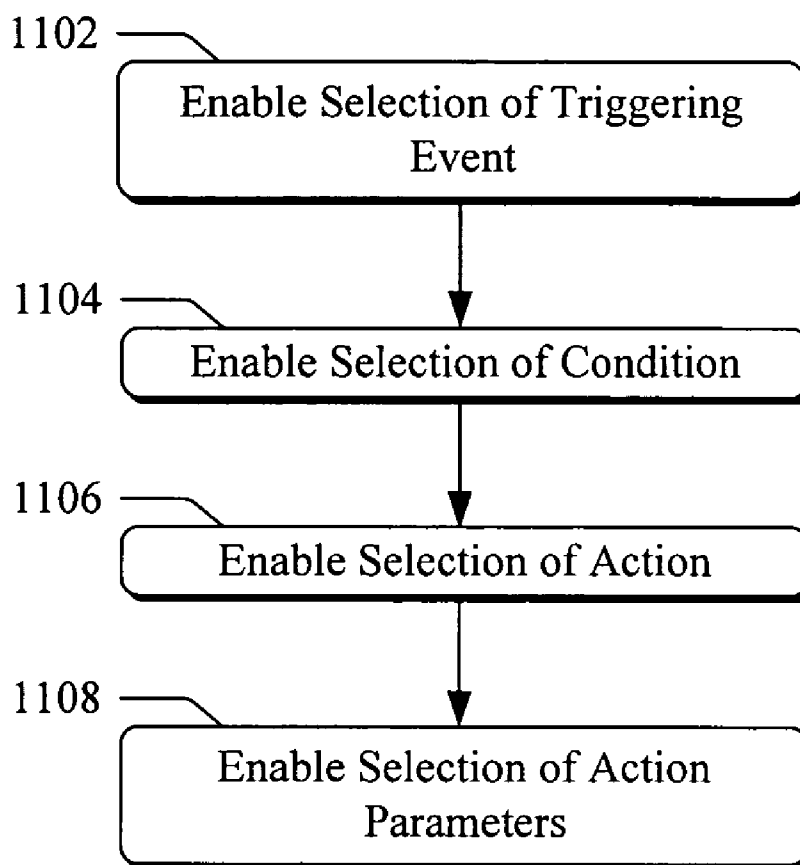 1102
Enable Selection of Triggering
Event
1104
Enable Selection of Condition
1106
Enable Selection of Action
1108
Enable Selection of Action
Parameters